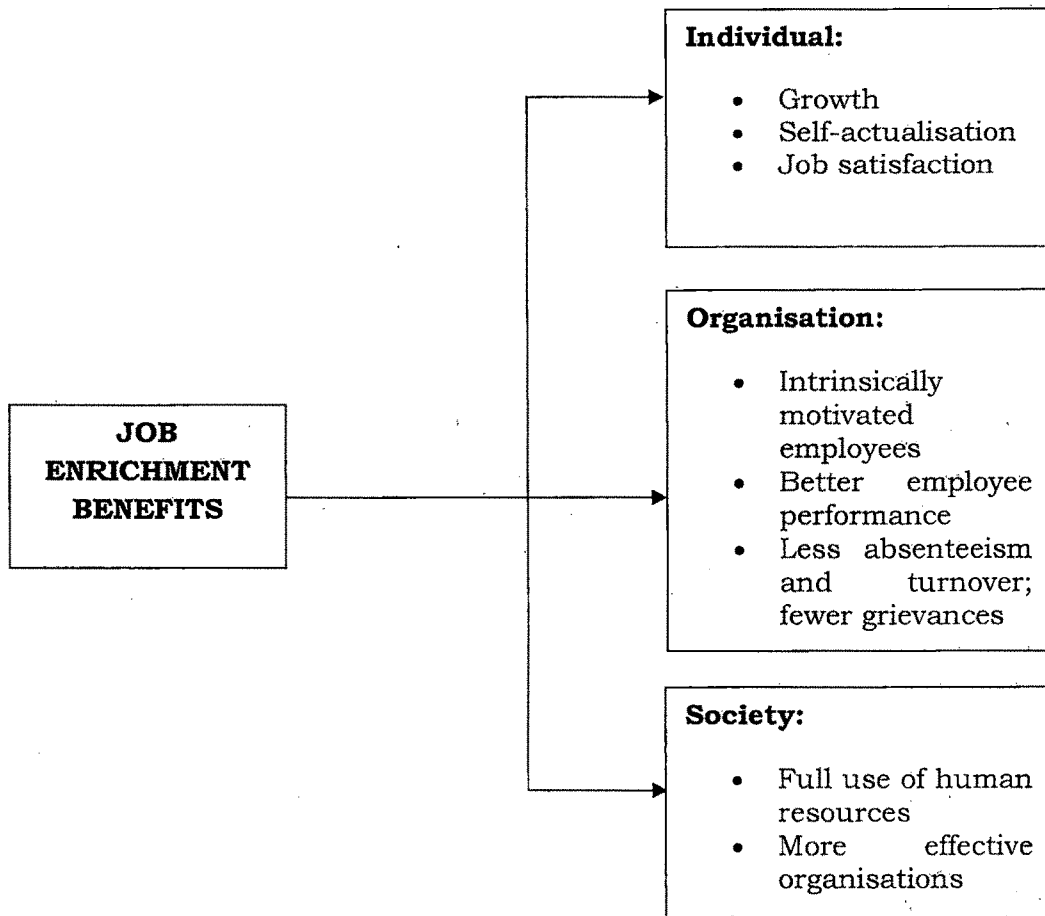 Individual:
• Growth
• Self-actualisation
• Job satisfaction
Organisation:
• Intrinsically
motivated
employees
• Better employee
performance
• Less absenteeism
and turnover;
fewer grievances
JOB
ENRICHMENT
BENEFITS
Society:
• Full use of human
resources
• More effective
organisations